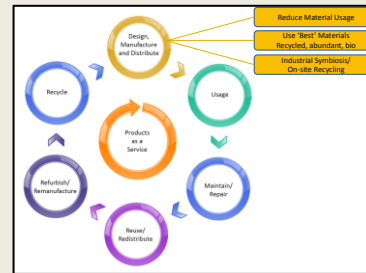 Design,
Manufacture
and Distribute
Reduce Material Usage
Use 'Best' Materials
Recycled, abundant, bio
Industrial Symbiosis/
On-site Recycling
Recycle
Usage
Products
as a
Service
Refurbish/
Remanufacture
Maintain/
Repair
Reuse/
Redistribute